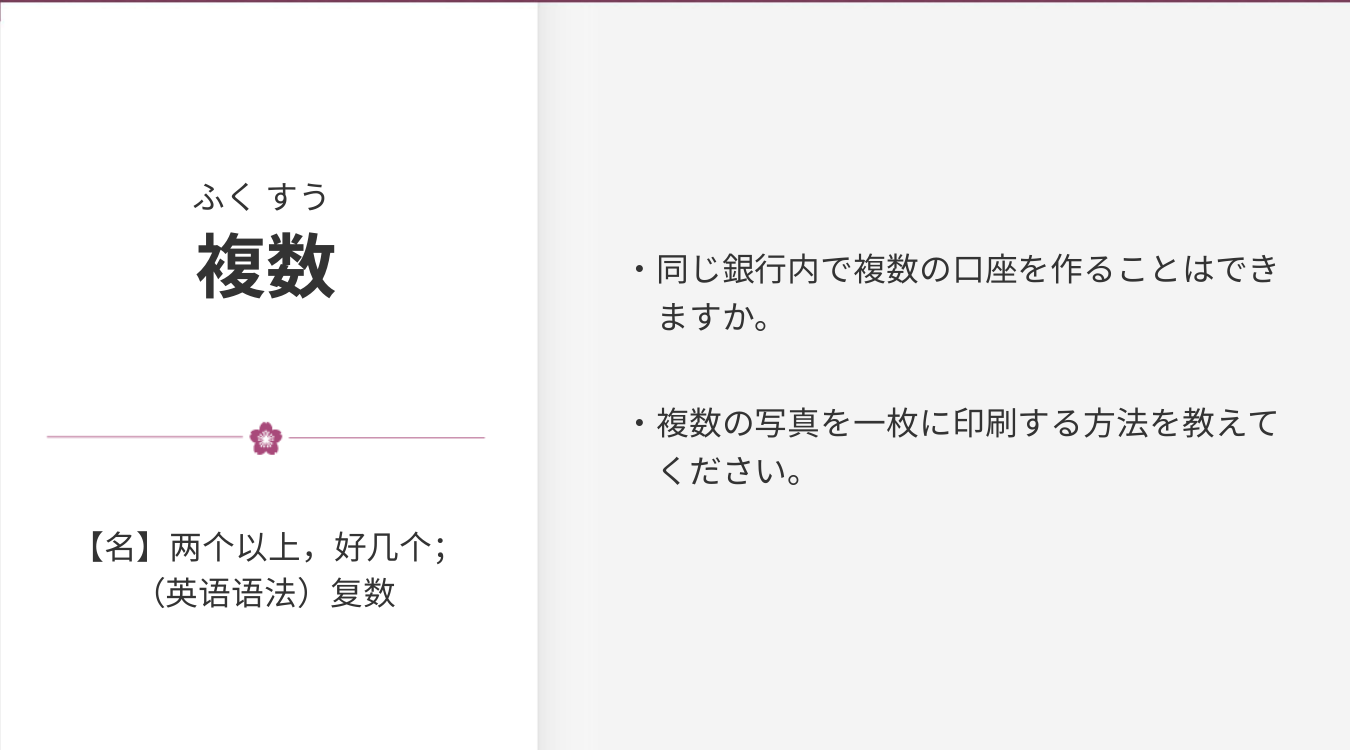 ふく すう
複数
【名】两个以上，好几个；
（英语语法）复数
・同じ銀行内で複数の口座を作ることはでき
ますか。
・複数の写真を一枚に印刷する方法を教えて
ください。